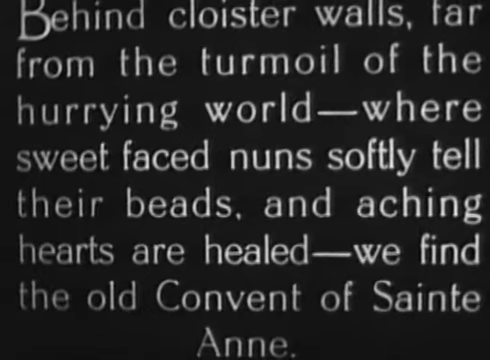 Behind cloister walls, far
from the turmoil of the
hurrying world—where
sweet faced nuns softly tell
their beads, and aching
hearts are healed—we find
the old Convent of Sainte
Anne.